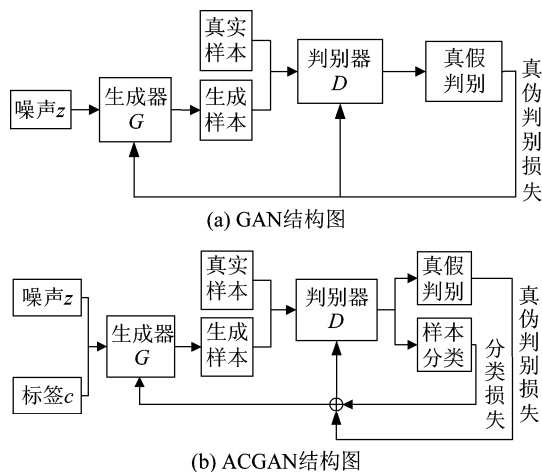 真实
样本
噪声z
生成器
G
生成
样本
判别器
D
真假
判别
真伪判别损失
(a) GAN结构图
噪声z
标签c
生成器
G
真实
样本
生成
样本
判别器
D
真假
判别
样本
分类
分类损失
真伪判别损失
(b) ACGAN结构图